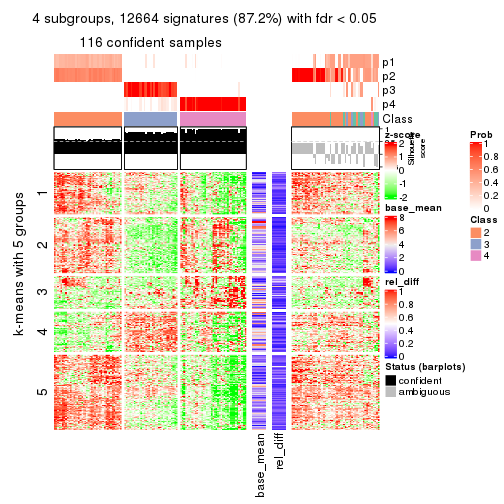 4 subgroups, 12664 signatures (87.2%) with fdr < 0.05
116 confident samples
p1
p2
p3
p4
Class
1
Silhouette
score
k-means with 5 groups
1
2
3
4
5
base_mean
rel_diff
z-score
2
1
0
-2
base_mean
8
6
4
2
0
rel_diff
1
0.8
0.6
0.4
0.2
0
Status (barplots)
confident
ambiguous
Prob
1
0.8
0.6
0.4
0.2
0
Class
2
3
4